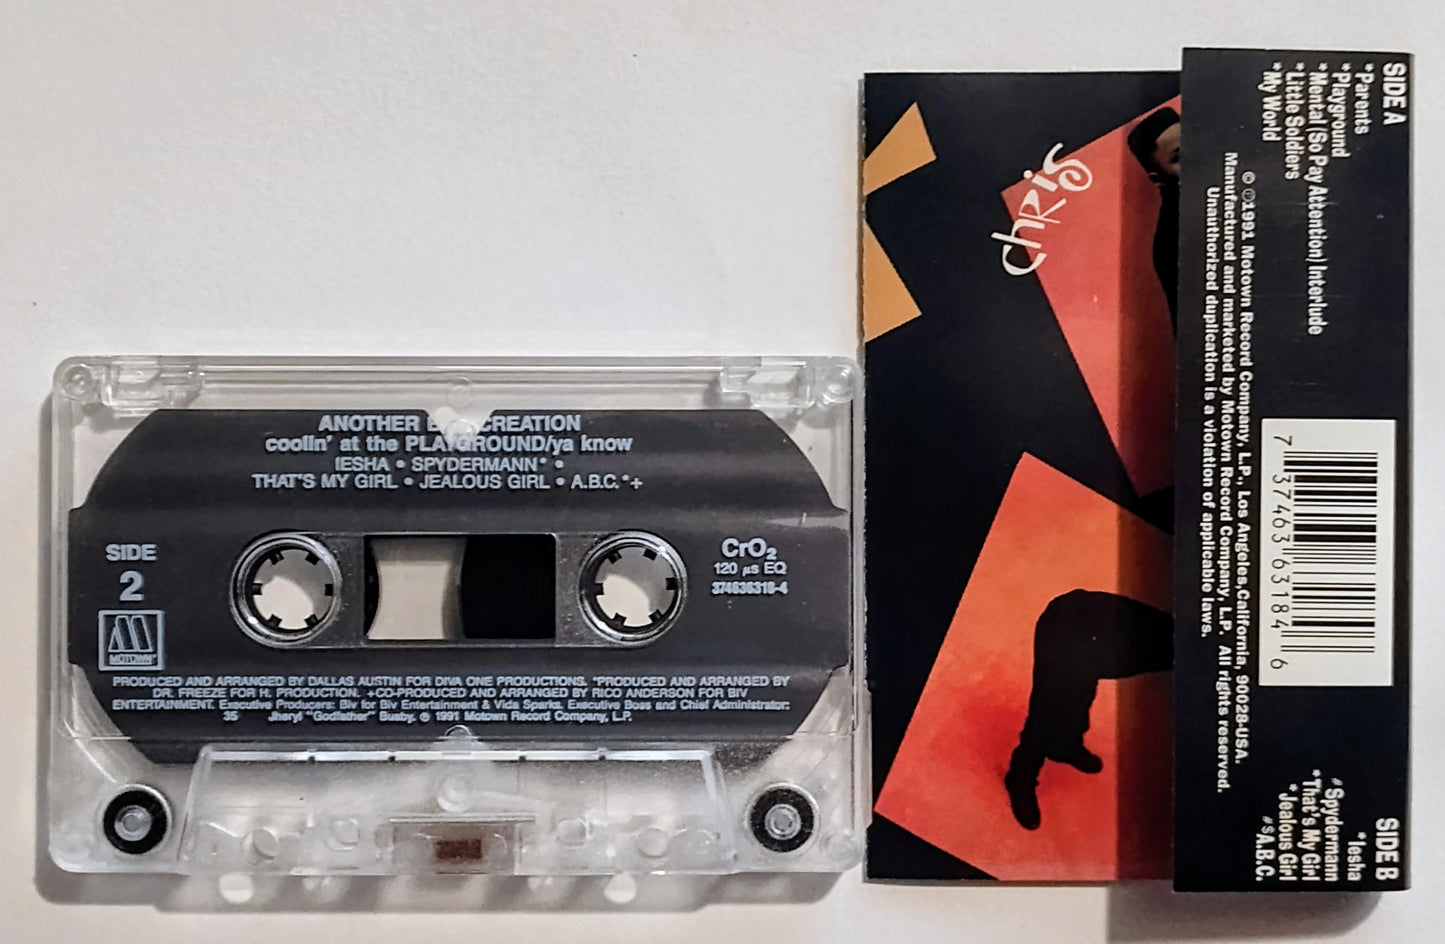 ANOTHER CREATION
coolin' at the PLAYGROUND/ya know
IESHA • SPYDERMANN* •
THAT'S MY GIRL • JEALOUS GIRL • A.B.C.*+
SIDE
2
MOTOWN
CrO2
120 µs EQ
374636318-4
PRODUCED AND ARRANGED BY DALLAS AUSTIN FOR DIVA ONE PRODUCTIONS. *PRODUCED AND ARRANGED BY
DR. FREEZE FOR H. PRODUCTION. +CO-PRODUCED AND ARRANGED BY RICO ANDERSON FOR BIV
ENTERTAINMENT. Executive Producers: Biv for Biv Entertainment & Vida Sparks. Executive Boss and Chief Administrator:
35 Jheryl "Godfather" Busby. ℗ 1991 Motown Record Company, L.P.
CHRiS
SIDE A
*Parents
*Playground
*Mental (So Pay Attention) Interlude
*Little Soldiers
*My World
© ℗1991 Motown Record Company, L.P., Los Angeles,California, 90028-USA.
Manufactured and marketed by Motown Record Company, L.P. All rights reserved.
Unauthorized duplication is a violation of applicable laws.
7 37463 63184 6
SIDE B
*Iesha
#Spydermann
*That's My Girl
*Jealous Girl
#$A.B.C.